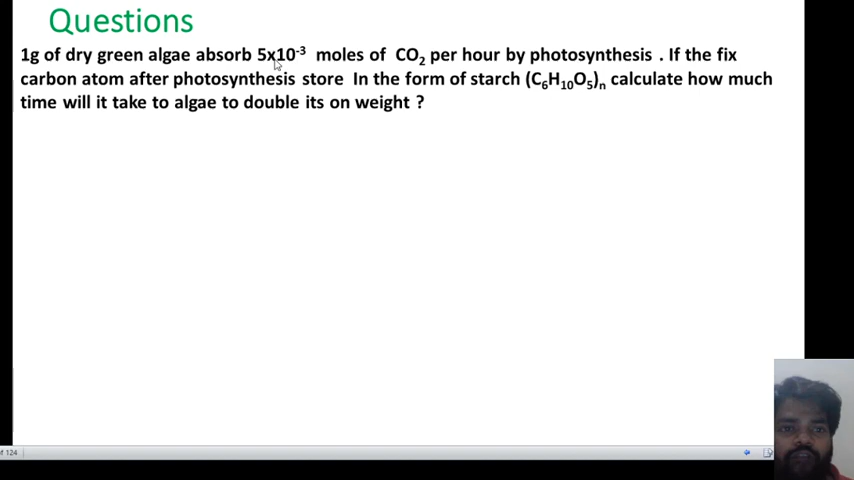 Questions
1g of dry green algae absorb 5x10⁻³ moles of CO₂ per hour by photosynthesis . If the fix
carbon atom after photosynthesis store In the form of starch (C₆H₁₀O₅)ₙ calculate how much
time will it take to algae to double its on weight ?
of 124